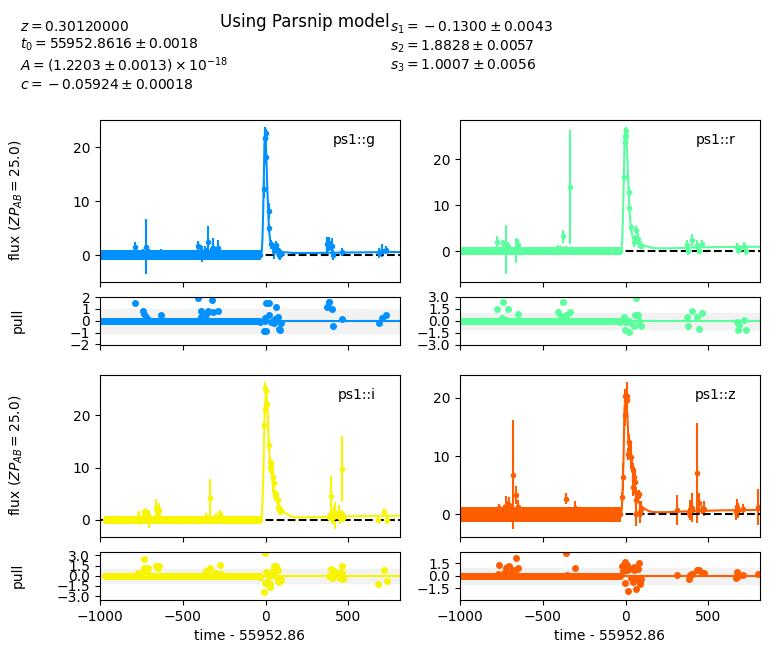 Using Parsnip model
z = 0.30120000
t₀ = 55952.8616 ± 0.0018
A = (1.2203 ± 0.0013) × 10⁻¹⁸
c = −0.05924 ± 0.00018
s₁ = −0.1300 ± 0.0043
s₂ = 1.8828 ± 0.0057
s₃ = 1.0007 ± 0.0056
ps1::g
flux (ZP_AB = 25.0)
20
10
0
ps1::r
20
10
0
pull
2
1
0
−1
−2
3.0
1.5
0.0
−1.5
−3.0
ps1::i
flux (ZP_AB = 25.0)
20
10
0
ps1::z
20
10
0
pull
3.0
1.5
0.0
−1.5
−3.0
1.5
0.0
−1.5
−1000 −500 0 500
−1000 −500 0 500
time - 55952.86
time - 55952.86